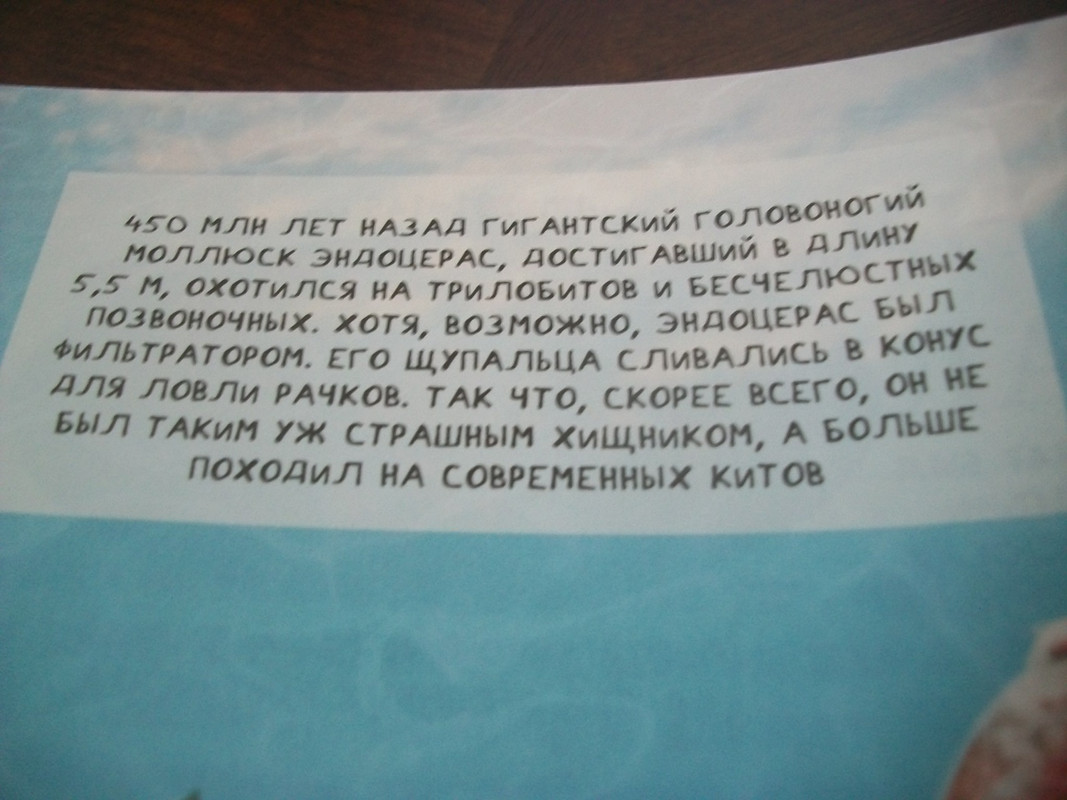 450 МЛН ЛЕТ НАЗАД ГИГАНТСКИЙ ГОЛОВОНОГИЙ
МОЛЛЮСК ЭНДОЦЕРАС, ДОСТИГАВШИЙ В ДЛИНУ
5,5 М, ОХОТИЛСЯ НА ТРИЛОБИТОВ И БЕСЧЕЛЮСТНЫХ
ПОЗВОНОЧНЫХ. ХОТЯ, ВОЗМОЖНО, ЭНДОЦЕРАС БЫЛ
ФИЛЬТРАТОРОМ. ЕГО ЩУПАЛЬЦА СЛИВАЛИСЬ В КОНУС
ДЛЯ ЛОВЛИ РАЧКОВ. ТАК ЧТО, СКОРЕЕ ВСЕГО, ОН НЕ
БЫЛ ТАКИМ УЖ СТРАШНЫМ ХИЩНИКОМ, А БОЛЬШЕ
ПОХОДИЛ НА СОВРЕМЕННЫХ КИТОВ